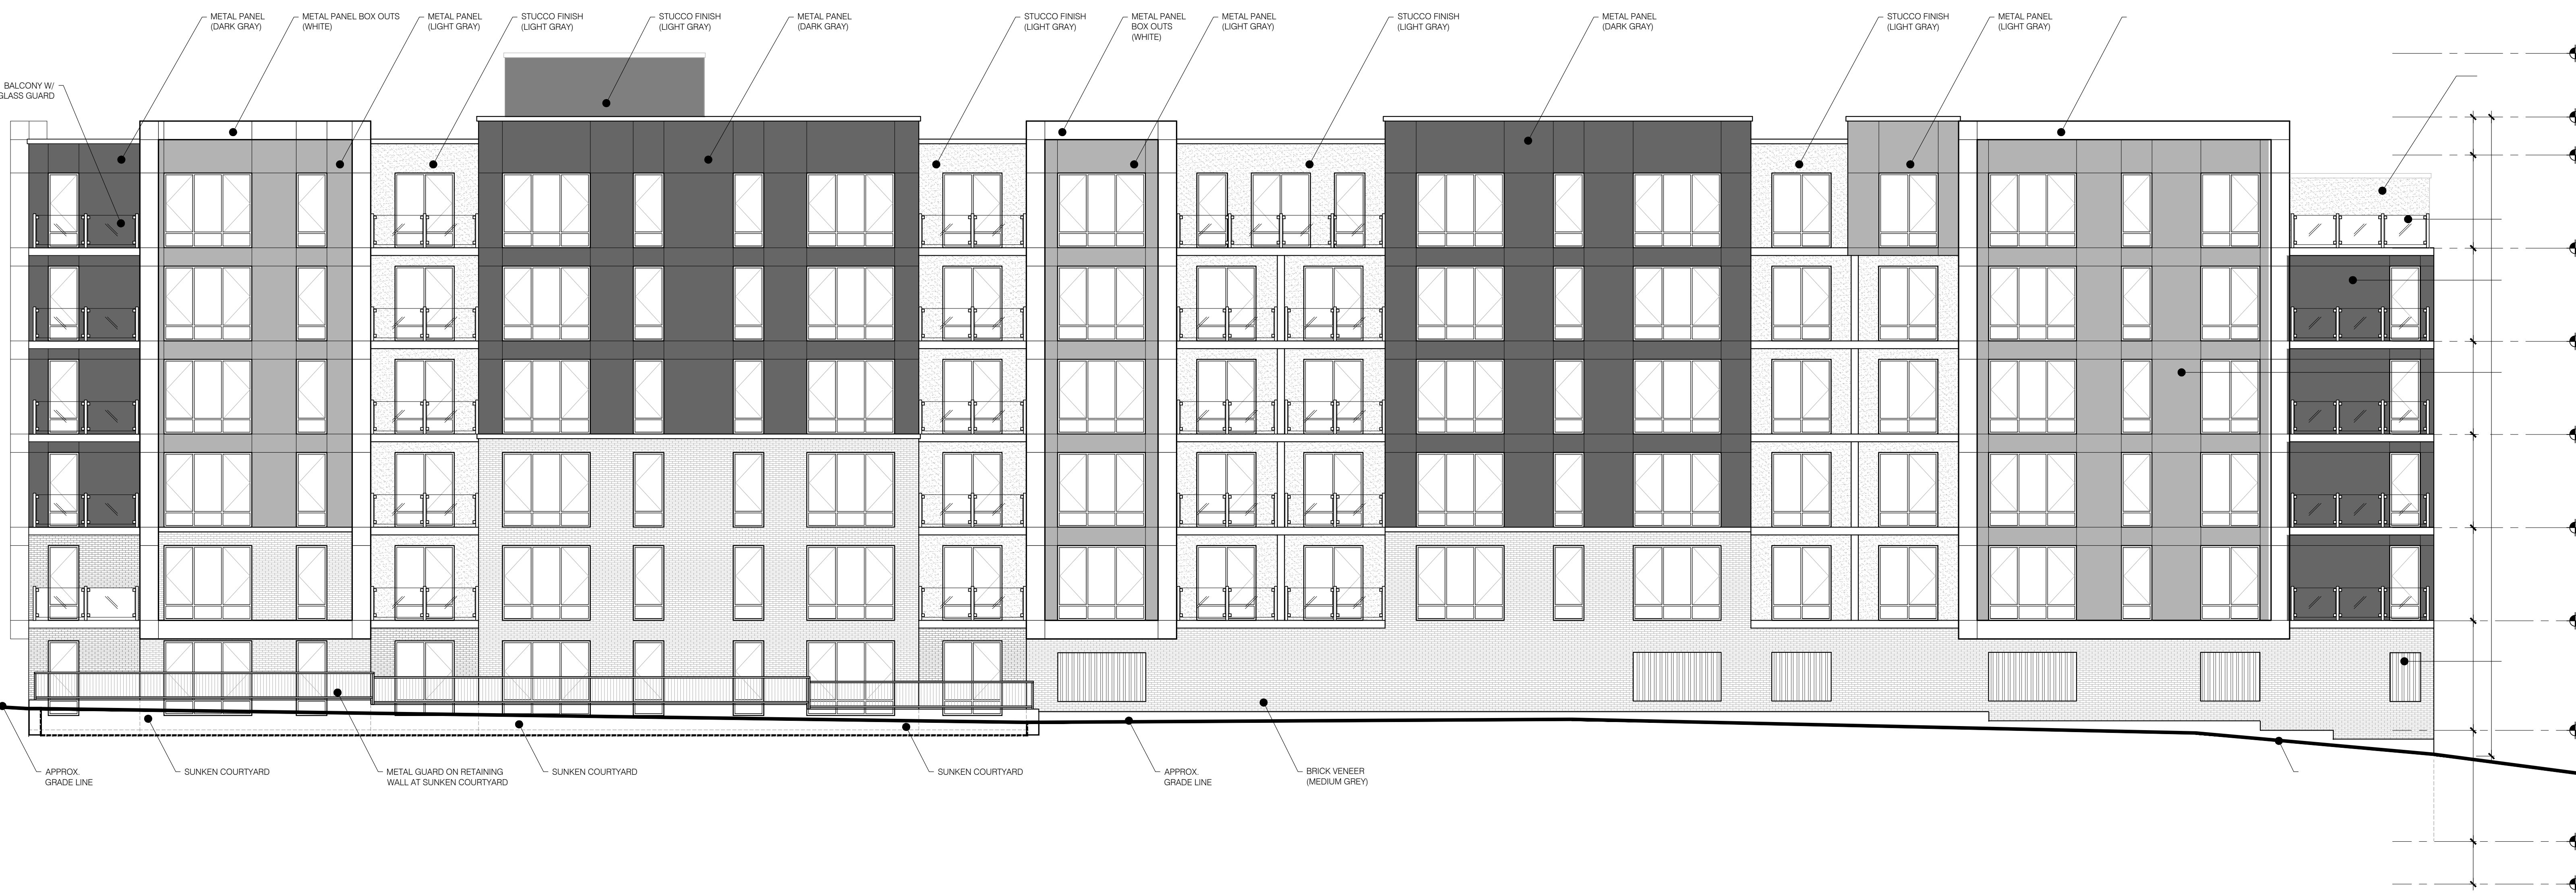 METAL PANEL
(DARK GRAY)
METAL PANEL BOX OUTS
(WHITE)
METAL PANEL
(LIGHT GRAY)
STUCCO FINISH
(LIGHT GRAY)
STUCCO FINISH
(LIGHT GRAY)
METAL PANEL
(DARK GRAY)
STUCCO FINISH
(LIGHT GRAY)
METAL PANEL
BOX OUTS
(WHITE)
METAL PANEL
(LIGHT GRAY)
STUCCO FINISH
(LIGHT GRAY)
METAL PANEL
(DARK GRAY)
STUCCO FINISH
(LIGHT GRAY)
METAL PANEL
(LIGHT GRAY)
BALCONY W/
GLASS GUARD
APPROX.
GRADE LINE
SUNKEN COURTYARD
METAL GUARD ON RETAINING
WALL AT SUNKEN COURTYARD
SUNKEN COURTYARD
SUNKEN COURTYARD
APPROX.
GRADE LINE
BRICK VENEER
(MEDIUM GREY)